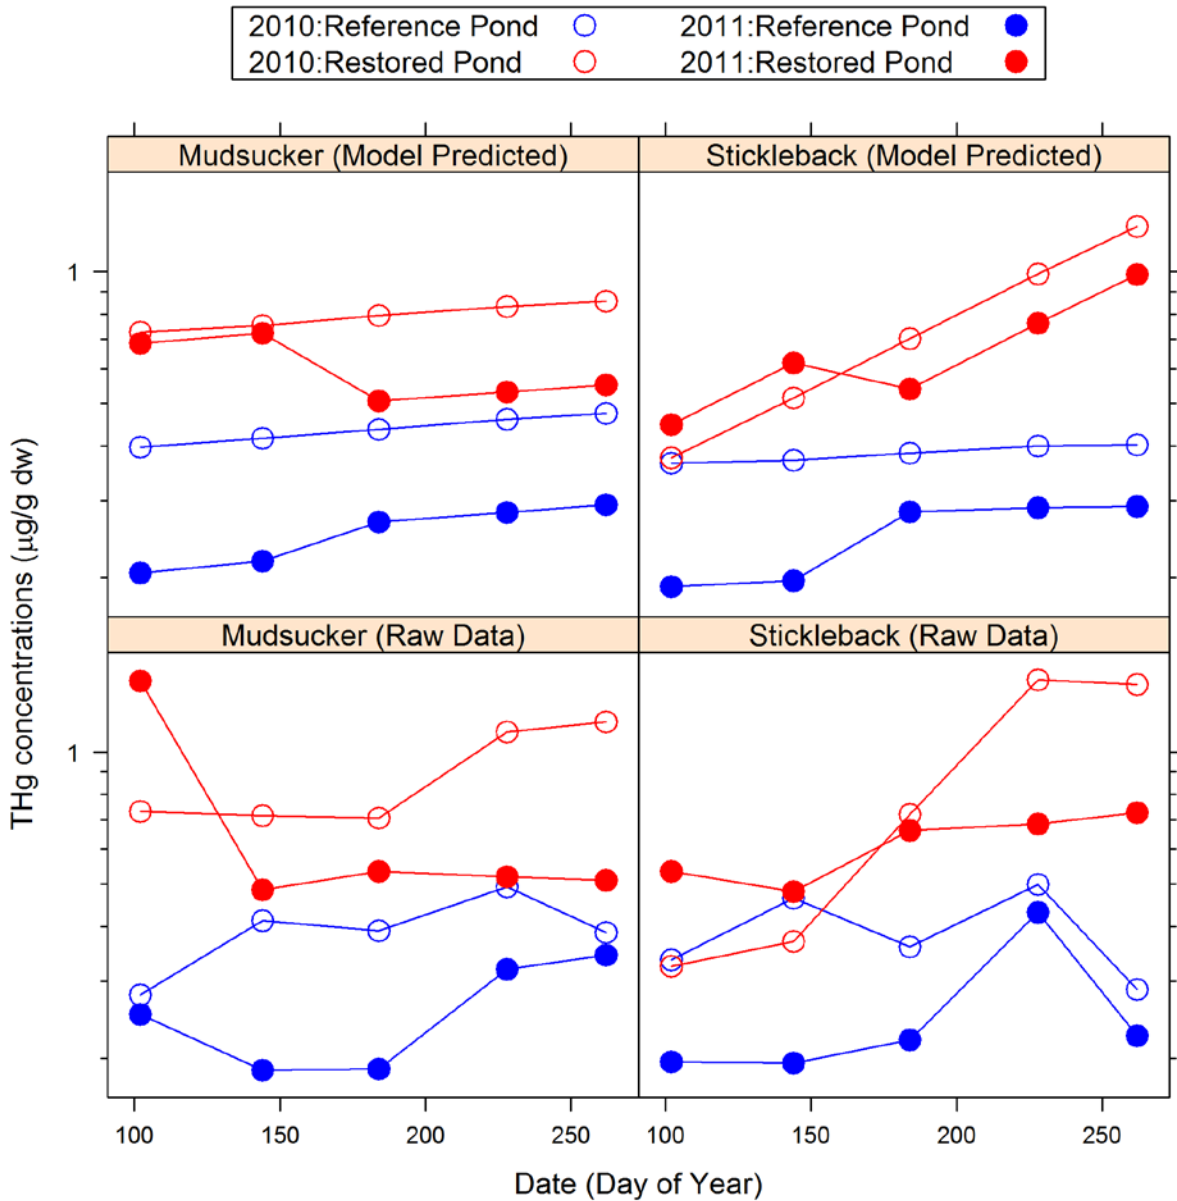 2010:Reference Pond 2011:Reference Pond
2010:Restored Pond 2011:Restored Pond
Mudsucker (Model Predicted) Stickleback (Model Predicted)
1
THg concentrations (µg/g dw)
Mudsucker (Raw Data) Stickleback (Raw Data)
1
100 150 200 250 100 150 200 250
Date (Day of Year)